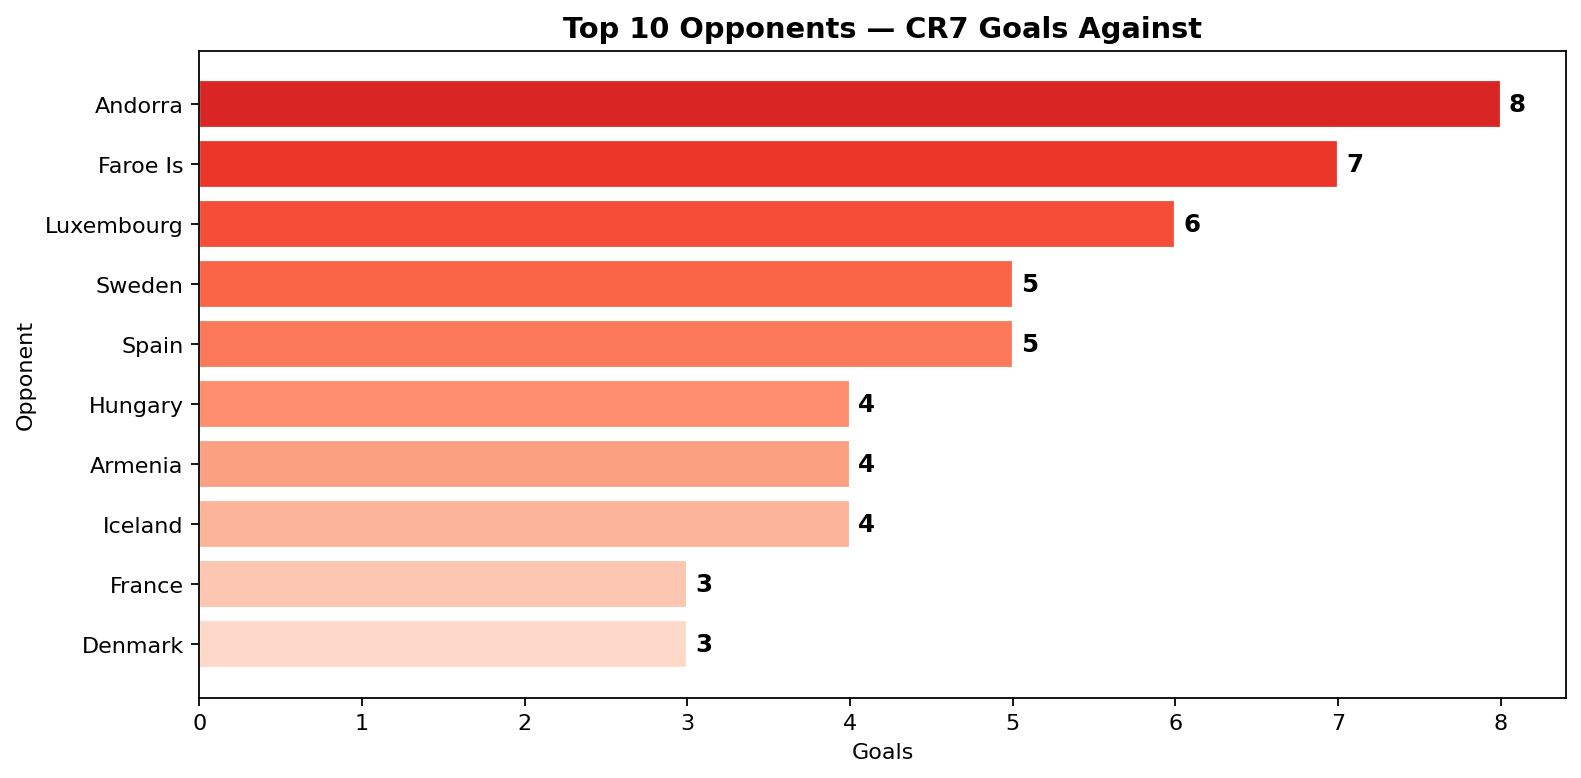 Top 10 Opponents — CR7 Goals Against
Opponent
Andorra 8
Faroe Is 7
Luxembourg 6
Sweden 5
Spain 5
Hungary 4
Armenia 4
Iceland 4
France 3
Denmark 3
0 1 2 3 4 5 6 7 8
Goals